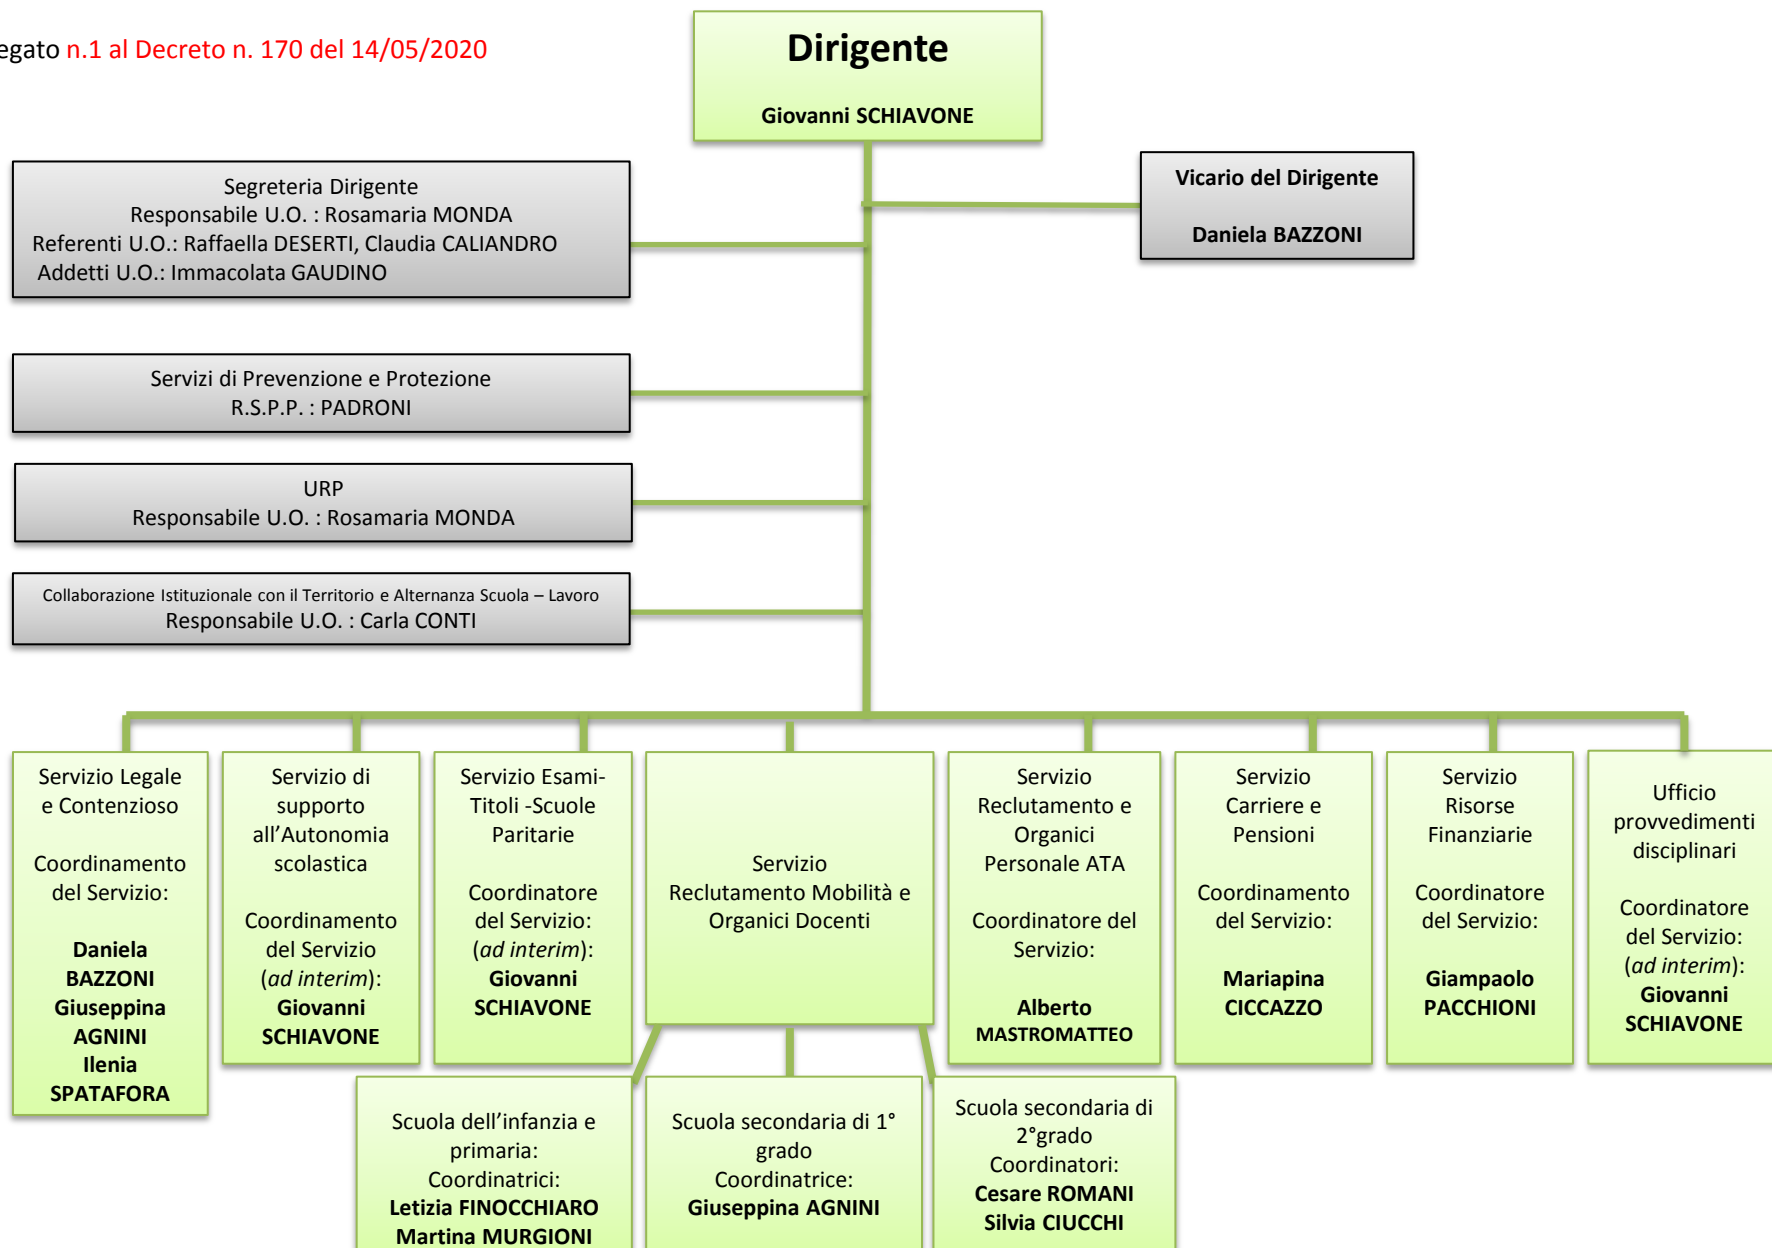 egato n.1 al Decreto n. 170 del 14/05/2020
Dirigente
Giovanni SCHIAVONE
Vicario del Dirigente
Daniela BAZZONI
Segreteria Dirigente
Responsabile U.O. : Rosamaria MONDA
Referenti U.O.: Raffaella DESERTI, Claudia CALIANDRO
Addetti U.O.: Immacolata GAUDINO
Servizi di Prevenzione e Protezione
R.S.P.P. : PADRONI
URP
Responsabile U.O. : Rosamaria MONDA
Collaborazione Istituzionale con il Territorio e Alternanza Scuola – Lavoro
Responsabile U.O. : Carla CONTI
Servizio Legale
e Contenzioso
Coordinamento
del Servizio:
Daniela
BAZZONI
Giuseppina
AGNINI
Ilenia
SPATAFORA
Servizio di
supporto
all’Autonomia
scolastica
Coordinamento
del Servizio
(ad interim):
Giovanni
SCHIAVONE
Servizio Esami-
Titoli -Scuole
Paritarie
Coordinatore
del Servizio:
(ad interim):
Giovanni
SCHIAVONE
Servizio
Reclutamento Mobilità e
Organici Docenti
Servizio
Reclutamento e
Organici
Personale ATA
Coordinatore del
Servizio:
Alberto
MASTROMATTEO
Servizio
Carriere e
Pensioni
Coordinamento
del Servizio:
Mariapina
CICCAZZO
Servizio
Risorse
Finanziarie
Coordinatore
del Servizio:
Giampaolo
PACCHIONI
Ufficio
provvedimenti
disciplinari
Coordinatore
del Servizio:
(ad interim):
Giovanni
SCHIAVONE
Scuola dell’infanzia e
primaria:
Coordinatrici:
Letizia FINOCCHIARO
Martina MURGIONI
Scuola secondaria di 1°
grado
Coordinatrice:
Giuseppina AGNINI
Scuola secondaria di
2°grado
Coordinatori:
Cesare ROMANI
Silvia CIUCCHI